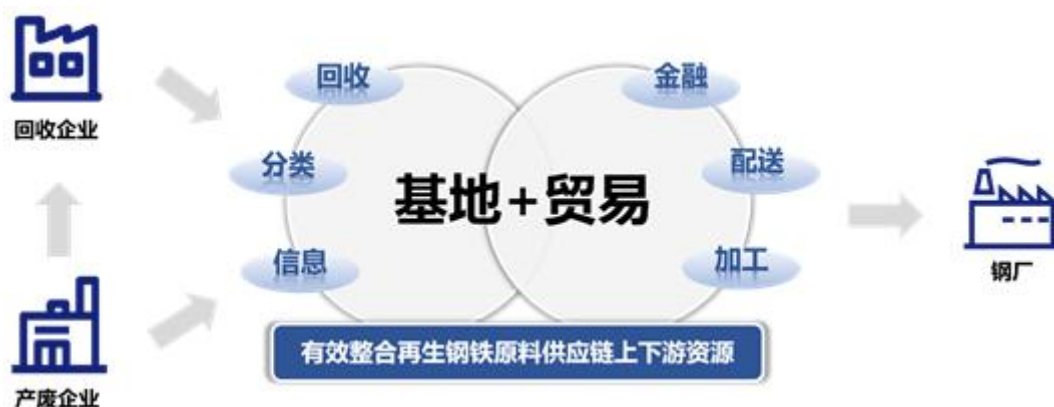 回收企业
产废企业
回收
分类
信息
基地+贸易
金融
配送
加工
有效整合再生钢铁原料供应链上下游资源
钢厂